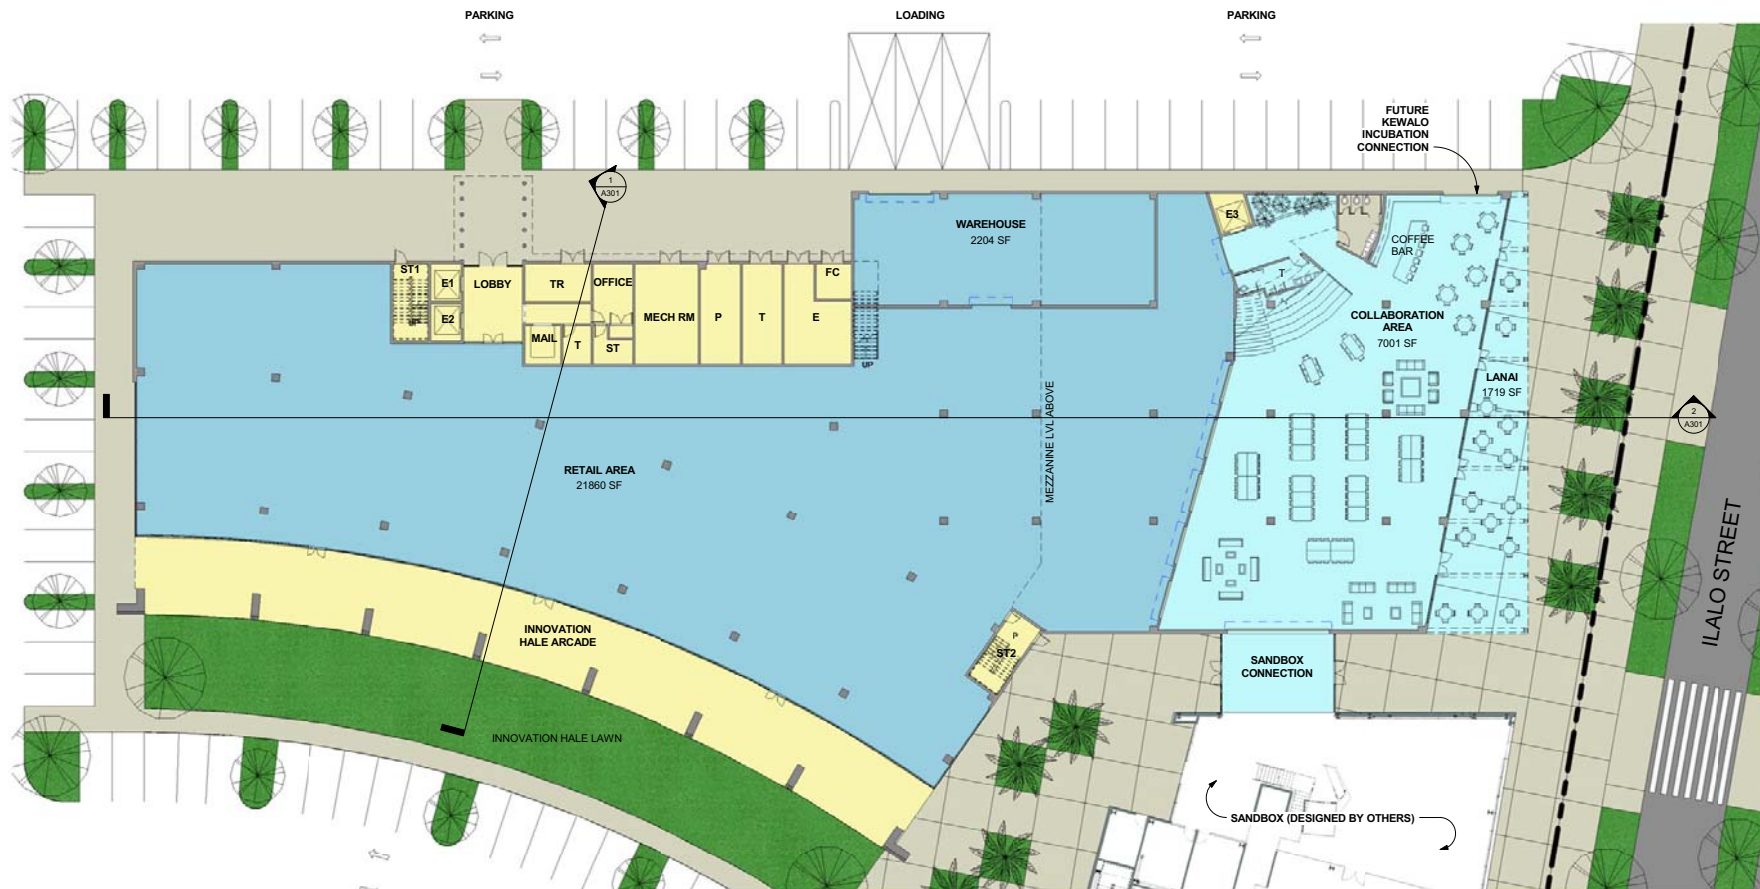 PARKING
LOADING
PARKING
FUTURE
KEWALO
INCUBATION
CONNECTION
1
A301
WAREHOUSE
2204 SF
E3
COFFEE
BAR
ST1
E1
LOBBY
TR
OFFICE
FC
T
E2
MECH RM
P
T
E
MAIL
T
ST
UP
COLLABORATION
AREA
7001 SF
LANAI
1719 SF
MEZZANINE LVL ABOVE
2
A301
RETAIL AREA
21860 SF
ILALO STREET
INNOVATION
HALE ARCADE
P
ST2
SANDBOX
CONNECTION
INNOVATION HALE LAWN
SANDBOX (DESIGNED BY OTHERS)